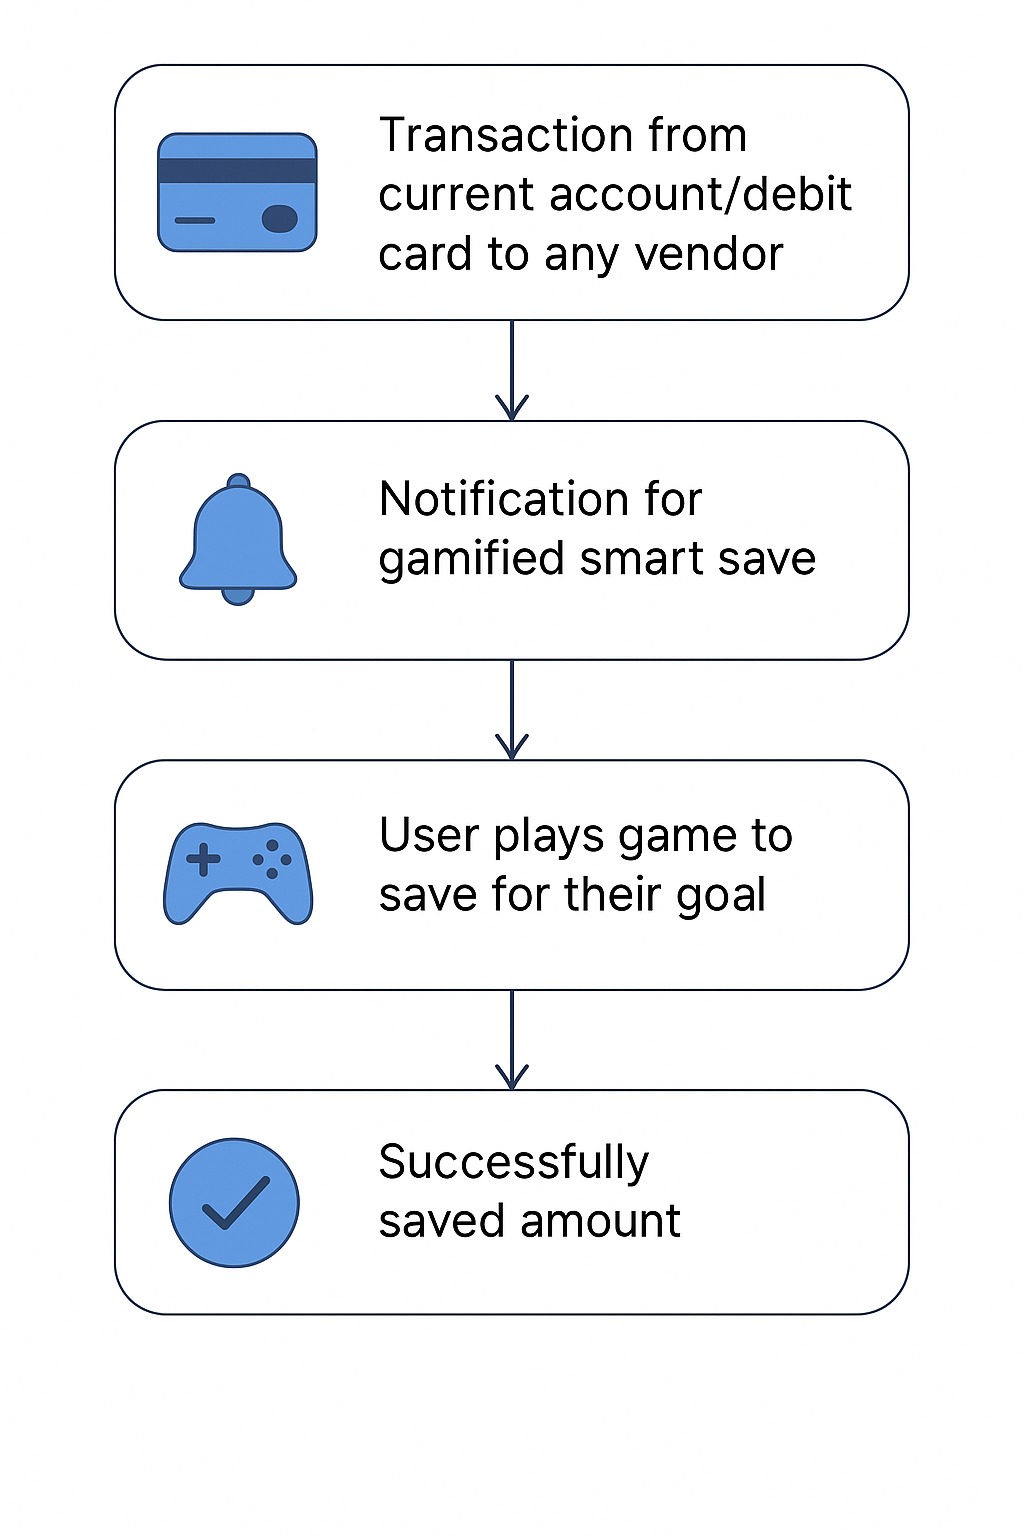 Transaction from
current account/debit
card to any vendor
Notification for
gamified smart save
User plays game to
save for their goal
Successfully
saved amount